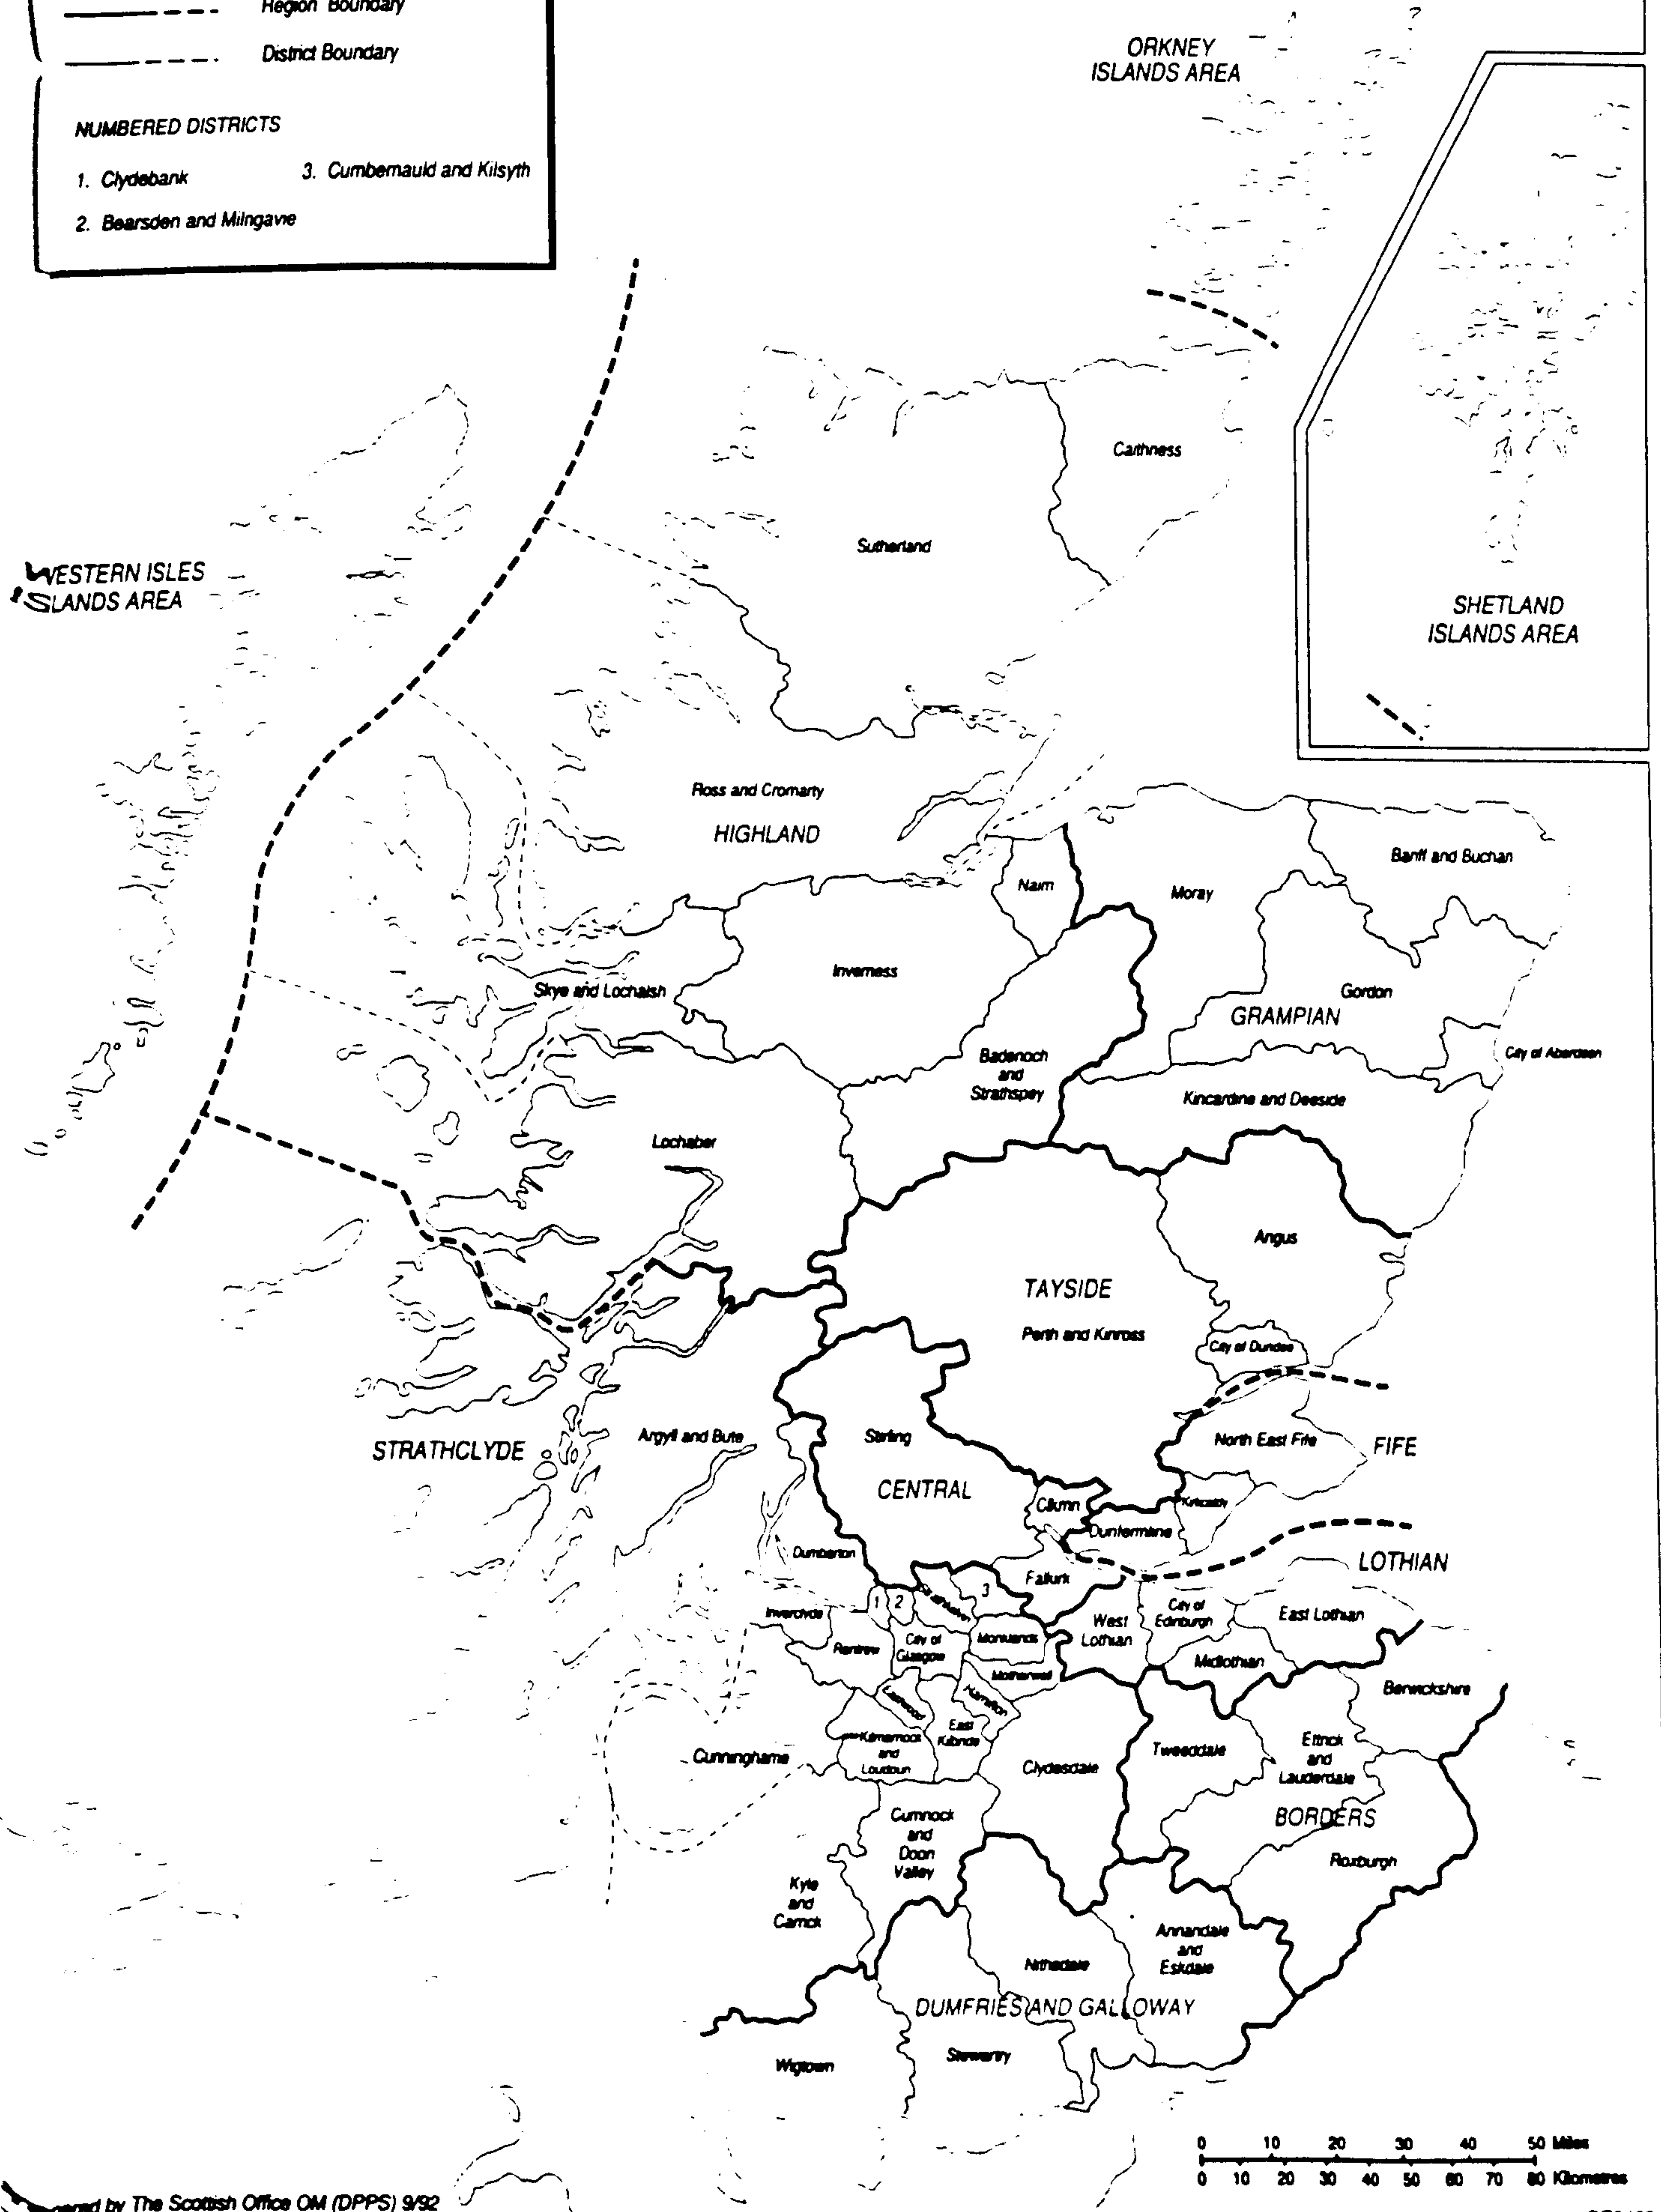 Region Boundary
District Boundary
NUMBERED DISTRICTS
1. Clydebank
3. Cumbernauld and Kilsyth
2. Bearsden and Milngavie
ORKNEY
ISLANDS AREA
WESTERN ISLES
ISLANDS AREA
SHETLAND
ISLANDS AREA
Caithness
Sutherland
Ross and Cromarty
HIGHLAND
Nairn
Moray
Banff and Buchan
Inverness
Skye and Lochalsh
Gordon
GRAMPIAN
City of Aberdeen
Badenoch
and
Strathspey
Kincardine and Deeside
Lochaber
Angus
TAYSIDE
Perth and Kinross
City of Dundee
STRATHCLYDE
Argyll and Bute
Stirling
CENTRAL
North East Fife
FIFE
Kirkcaldy
Dunfermline
LOTHIAN
Dumbarton
Falkirk
1
2
3
Inverclyde
Renfrew
City of
Glasgow
Monklands
Motherwell
West
Lothian
City of
Edinburgh
East Lothian
Midlothian
Berwickshire
Eastwood
Hamilton
East
Kilbride
Kilmarnock
and
Loudoun
Cunninghame
Clydesdale
Tweeddale
Ettrick
and
Lauderdale
BORDERS
Roxburgh
Cumnock
and
Doon
Valley
Kyle
and
Carrick
Nithsdale
Annandale
and
Eskdale
DUMFRIES AND GALLOWAY
Wigtown
Stewartry
0 10 20 30 40 50 Miles
0 10 20 30 40 50 60 70 80 Kilometres
by The Scottish Office OM (DPPS) 9/92